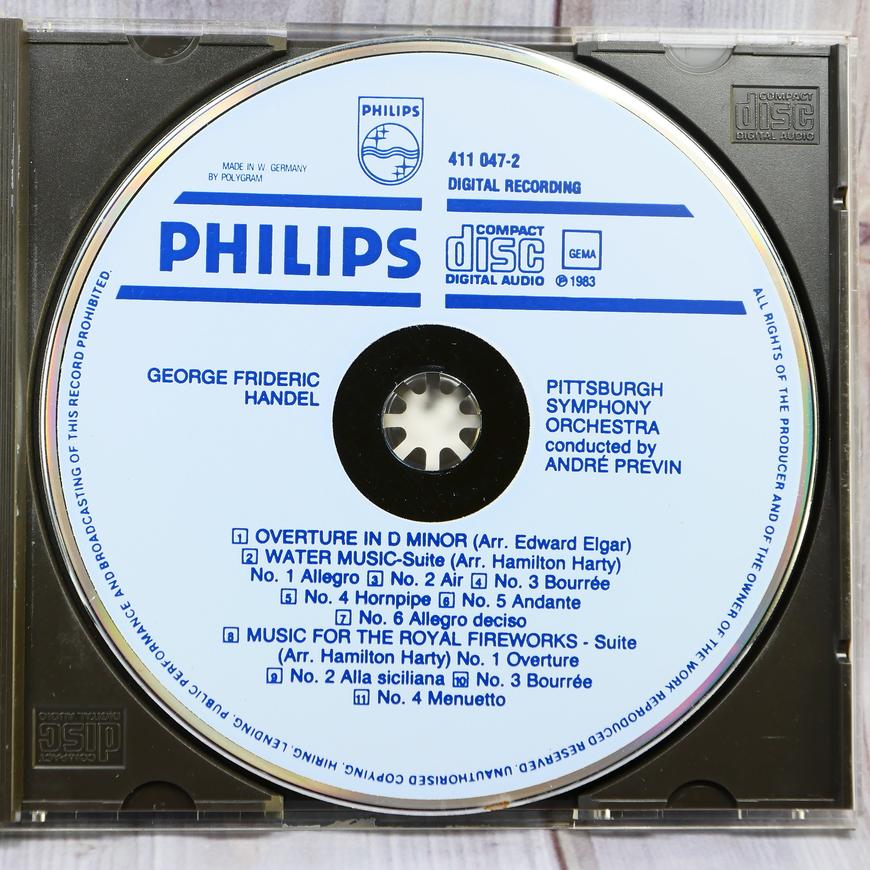 PHILIPS
MADE IN W. GERMANY
BY POLYGRAM
411 047-2
DIGITAL RECORDING
PHILIPS
COMPACT
disc
DIGITAL AUDIO
GEMA
℗ 1983
GEORGE FRIDERIC
HANDEL
PITTSBURGH
SYMPHONY
ORCHESTRA
conducted by
ANDRÉ PREVIN
1 OVERTURE IN D MINOR (Arr. Edward Elgar)
2 WATER MUSIC-Suite (Arr. Hamilton Harty)
No. 1 Allegro 3 No. 2 Air 4 No. 3 Bourrée
5 No. 4 Hornpipe 6 No. 5 Andante
7 No. 6 Allegro deciso
8 MUSIC FOR THE ROYAL FIREWORKS - Suite
(Arr. Hamilton Harty) No. 1 Overture
9 No. 2 Alla siciliana 10 No. 3 Bourrée
11 No. 4 Menuetto
ALL RIGHTS OF THE PRODUCER AND OF THE OWNER OF THE WORK REPRODUCED RESERVED. UNAUTHORISED COPYING, HIRING, LENDING, PUBLIC PERFORMANCE AND BROADCASTING OF THIS RECORD PROHIBITED.
COMPACT
disc
DIGITAL AUDIO
COMPACT
disc
DIGITAL AUDIO